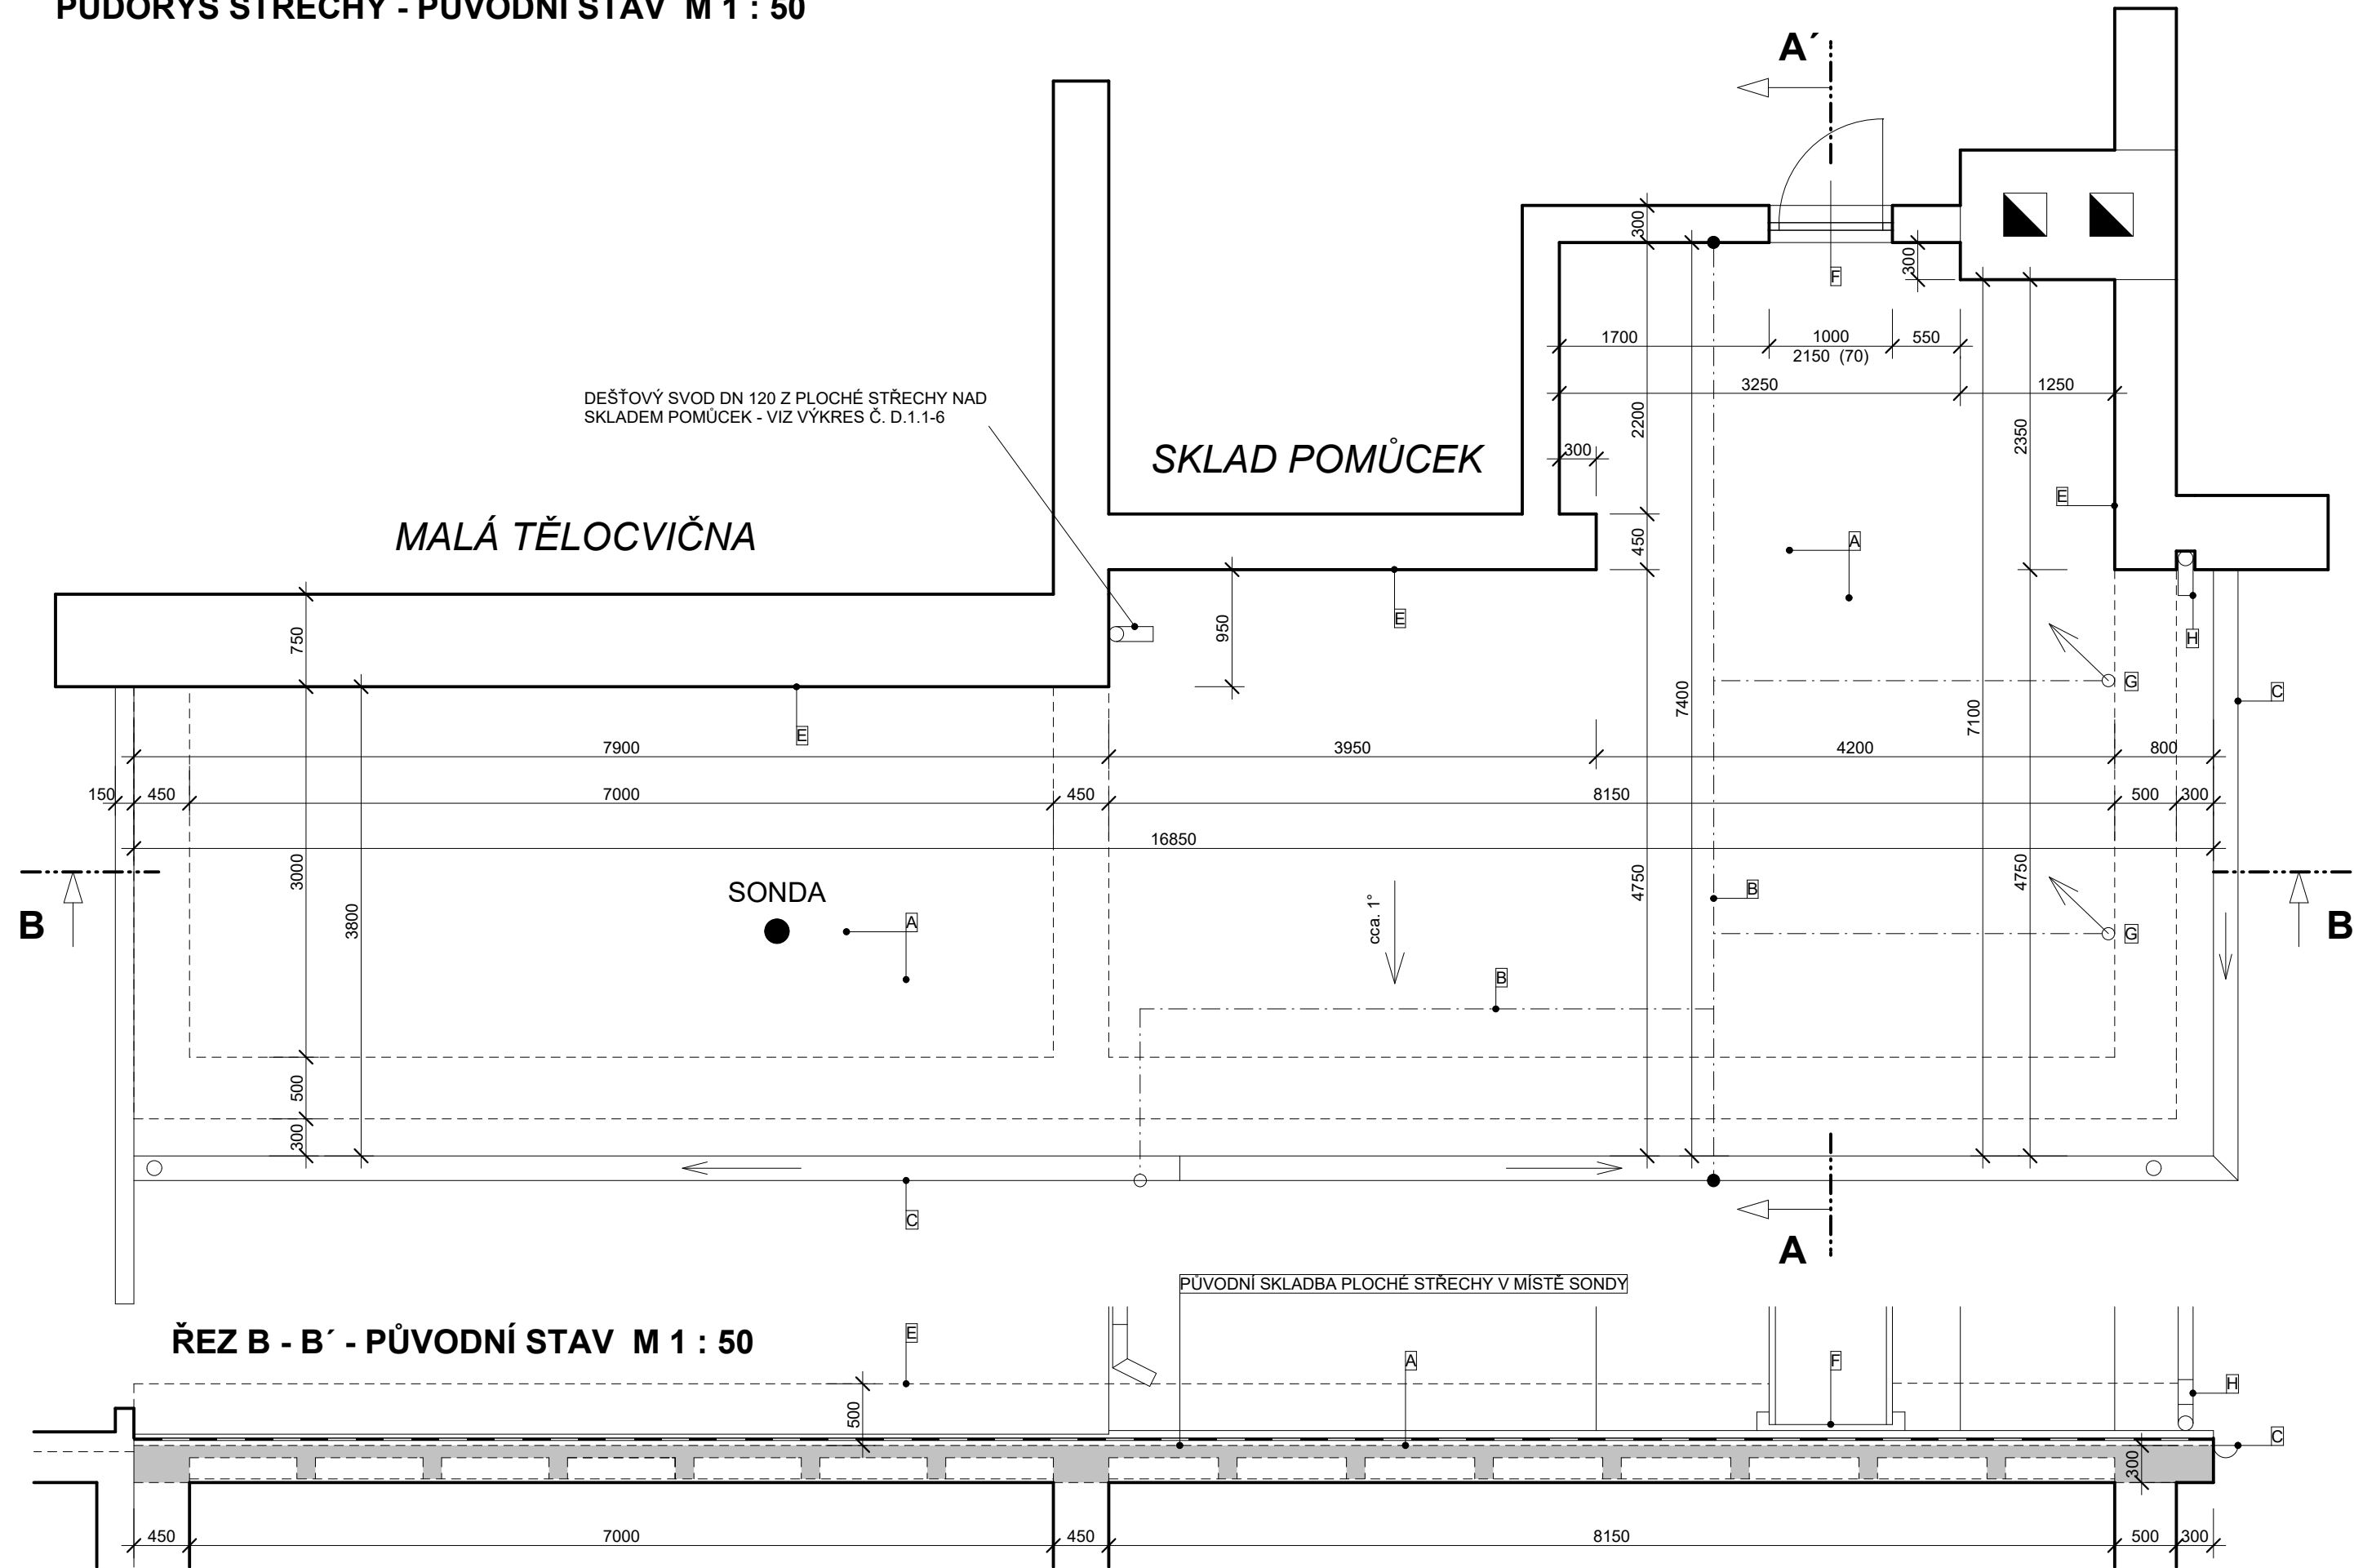 PŮDORYS STŘECHY - PŮVODNÍ STAV M 1 : 50
A´
300
300
F
1700
1000
550
2150 (70)
3250
1250
DEŠŤOVÝ SVOD DN 120 Z PLOCHÉ STŘECHY NAD
SKLADEM POMŮCEK - VIZ VÝKRES Č. D.1.1-6
2200
2350
SKLAD POMŮCEK
300
E
MALÁ TĚLOCVIČNA
450
A
E
950
H
750
G
C
7400
7100
E
7900
3950
4200
800
150
450
7000
450
8150
500
300
16850
3000
3800
4750
4750
SONDA
B
A
cca. 1°
B
G
B
B
500
300
C
A
PŮVODNÍ SKLADBA PLOCHÉ STŘECHY V MÍSTĚ SONDY
ŘEZ B - B´ - PŮVODNÍ STAV M 1 : 50
E
A
F
H
500
C
300
450
7000
450
8150
500
300